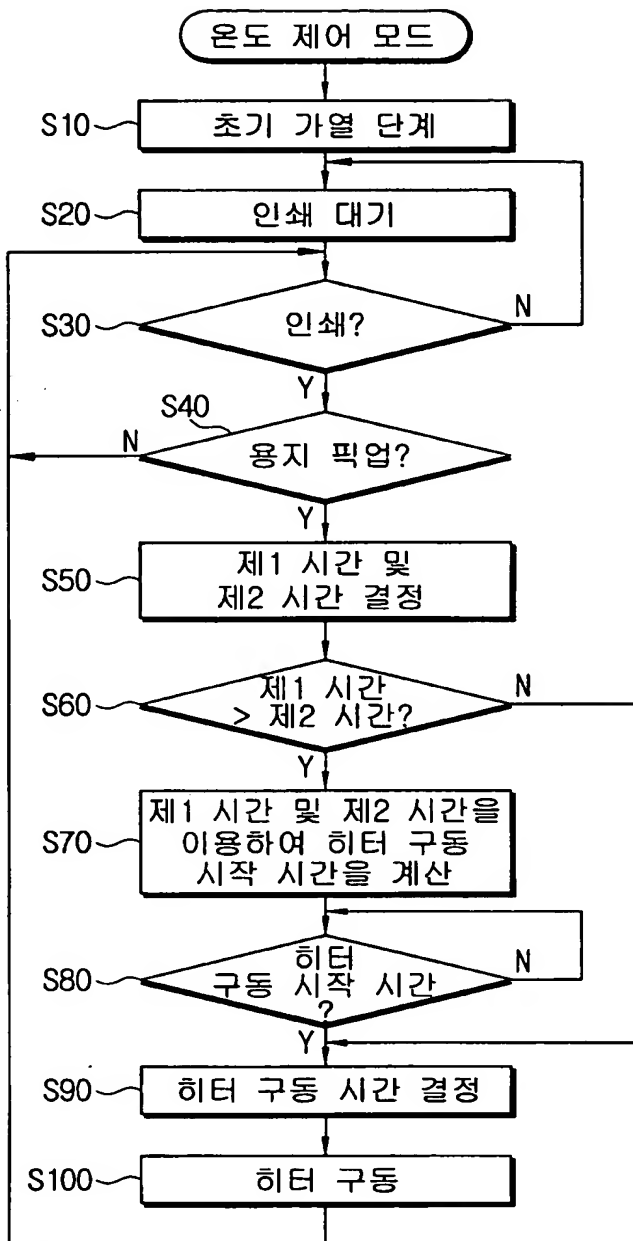 온도 제어 모드
S10
초기 가열 단계
S20
인쇄 대기
S30
인쇄?
N
Y
S40
N
용지 픽업?
Y
S50
제1 시간 및
제2 시간 결정
S60
제1 시간
> 제2 시간?
N
Y
S70
제1 시간 및 제2 시간을
이용하여 히터 구동
시작 시간을 계산
S80
히터
구동 시작 시간
?
N
Y
S90
히터 구동 시간 결정
S100
히터 구동